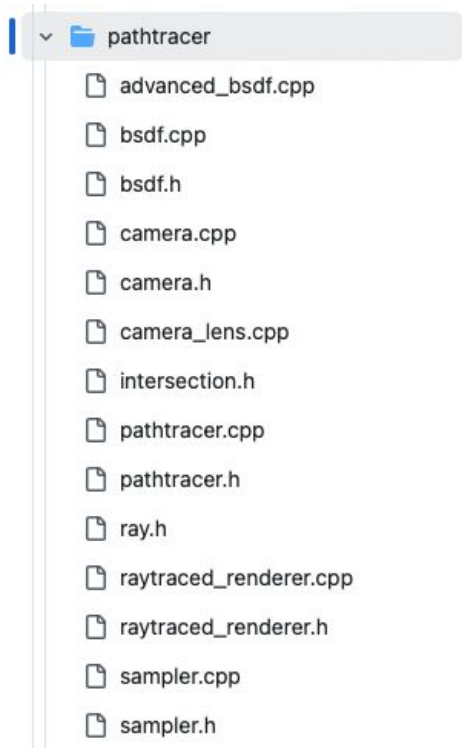 pathtracer
advanced_bsdf.cpp
bsdf.cpp
bsdf.h
camera.cpp
camera.h
camera_lens.cpp
intersection.h
pathtracer.cpp
pathtracer.h
ray.h
raytraced_renderer.cpp
raytraced_renderer.h
sampler.cpp
sampler.h